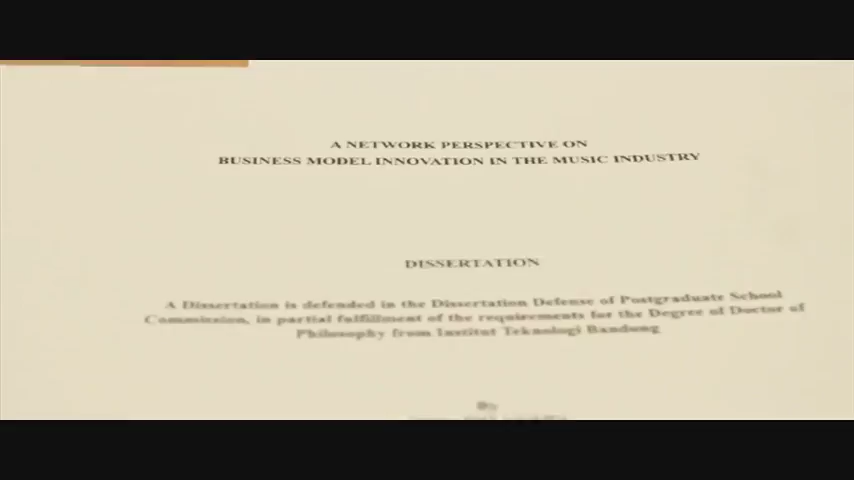 A NETWORK PERSPECTIVE ON
BUSINESS MODEL INNOVATION IN THE MUSIC INDUSTRY
DISSERTATION
A Dissertation is defended in the Dissertation Defense of Postgraduate School
Commission, in partial fulfillment of the requirements for the Degree of Doctor of
Philosophy from Institut Teknologi Bandung
By